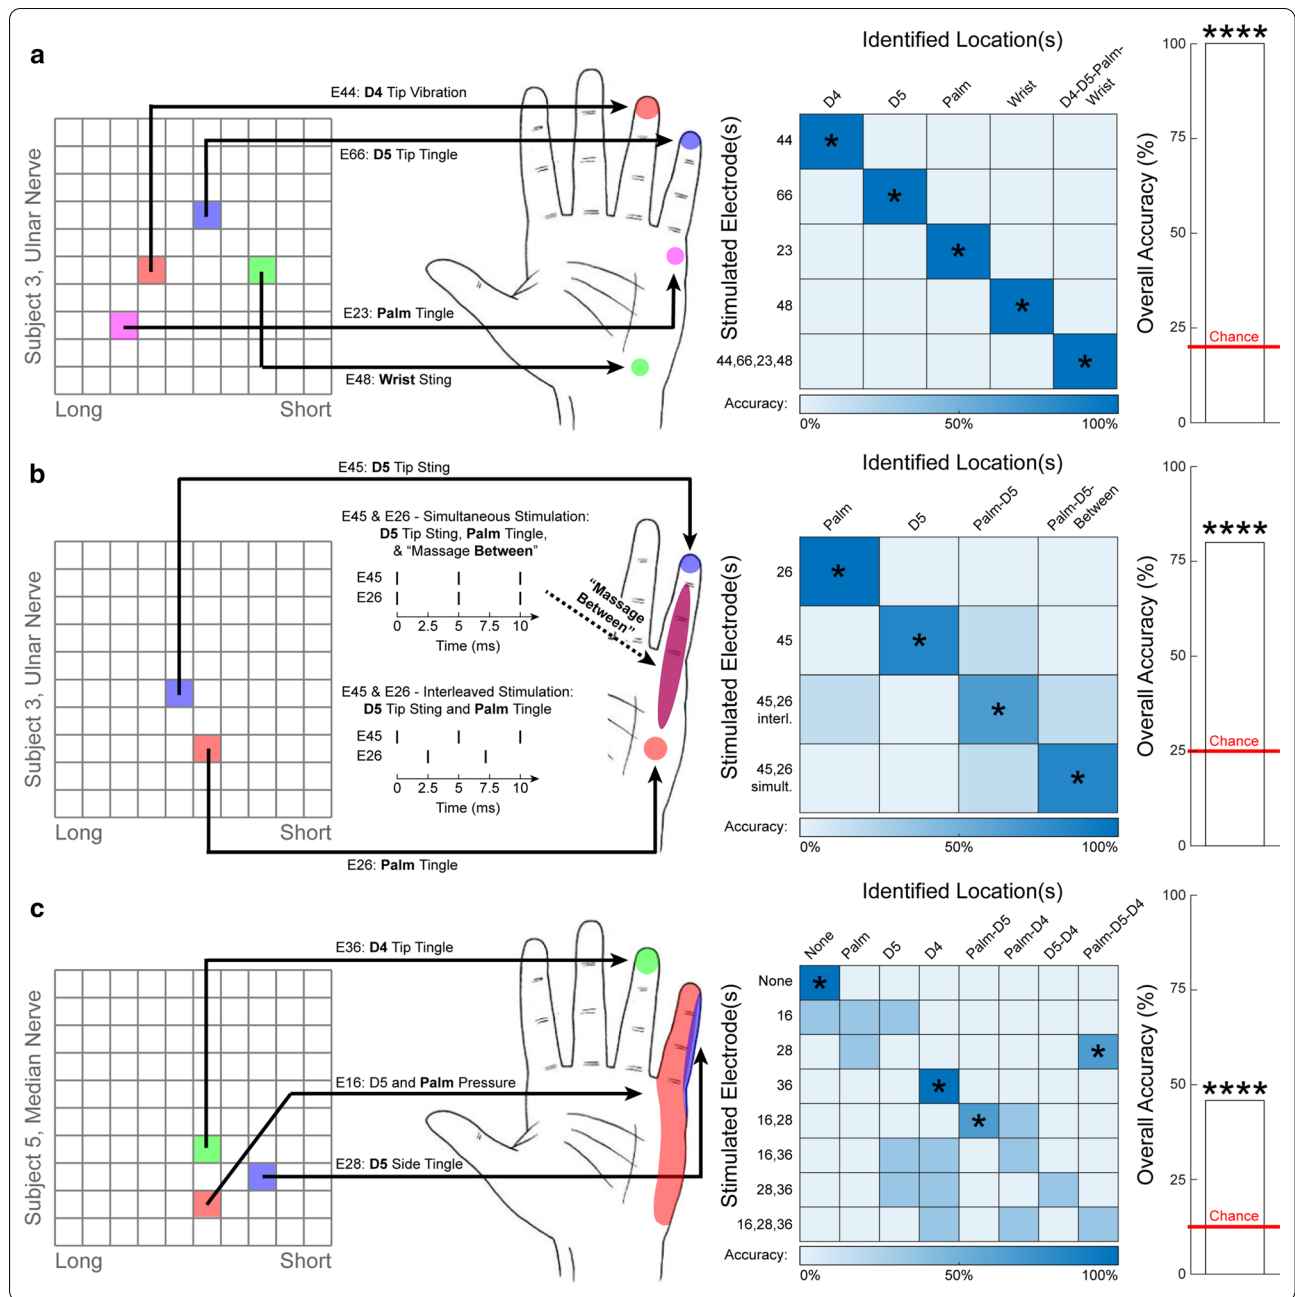 a
Subject 3, Ulnar Nerve
Long
Short
E44: D4 Tip Vibration
E66: D5 Tip Tingle
E23: Palm Tingle
E48: Wrist Sting
Identified Location(s)
D4
D5
Palm
Wrist
D4-D5-Palm-
Wrist
Stimulated Electrode(s)
44
66
23
48
44,66,23,48
*
*
*
*
*
Accuracy:
0%
50%
100%
Overall Accuracy (%)
****
100
75
50
25
0
Chance
b
Subject 3, Ulnar Nerve
Long
Short
E45: D5 Tip Sting
E45 & E26 - Simultaneous Stimulation:
D5 Tip Sting, Palm Tingle,
& “Massage Between”
E45
E26
0 2.5 5 7.5 10
Time (ms)
“Massage
Between”
E45 & E26 - Interleaved Stimulation:
D5 Tip Sting and Palm Tingle
E45
E26
0 2.5 5 7.5 10
Time (ms)
E26: Palm Tingle
Identified Location(s)
Palm
D5
Palm-D5
Palm-D5-
Between
Stimulated Electrode(s)
26
45
45,26
interl.
45,26
simult.
*
*
*
*
Accuracy:
0%
50%
100%
Overall Accuracy (%)
****
100
75
50
25
0
Chance
c
Subject 5, Median Nerve
Long
Short
E36: D4 Tip Tingle
E16: D5 and Palm Pressure
E28: D5 Side Tingle
Identified Location(s)
None
Palm
D5
D4
Palm-D5
Palm-D4
D5-D4
Palm-D5-D4
Stimulated Electrode(s)
None
16
28
36
16,28
16,36
28,36
16,28,36
*
*
*
*
Accuracy:
0%
50%
100%
Overall Accuracy (%)
****
100
75
50
25
0
Chance